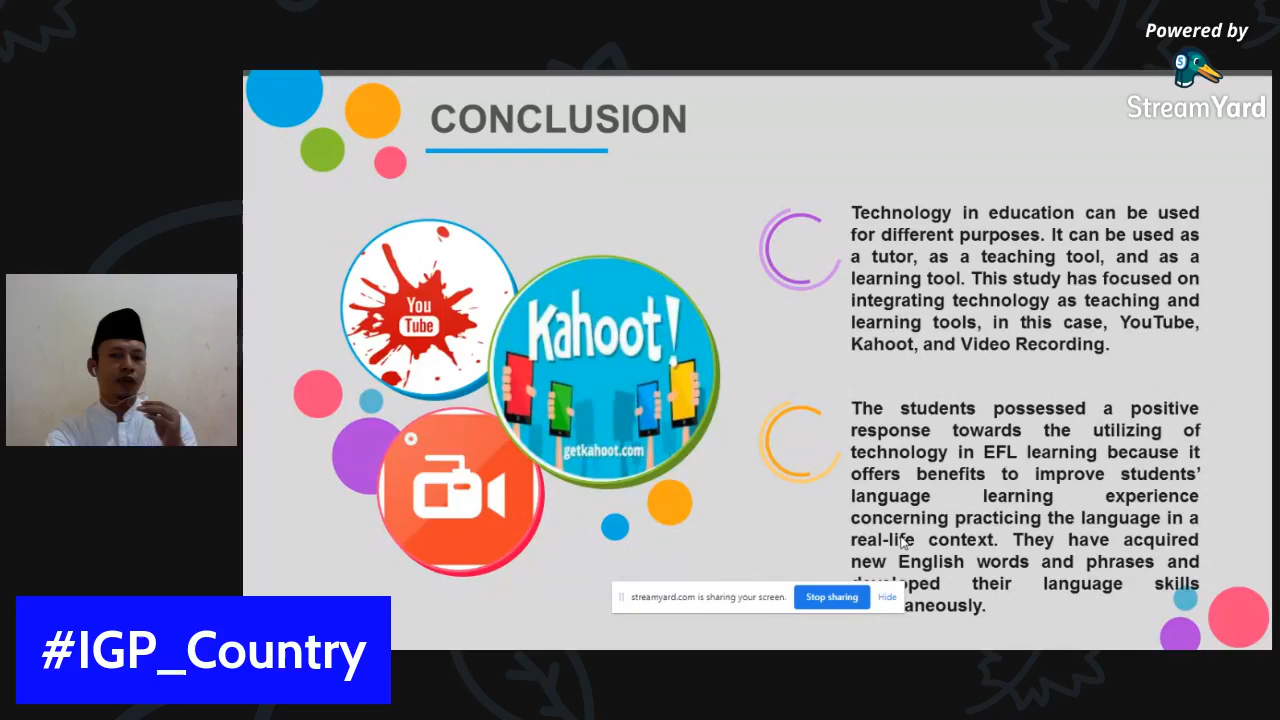 Powered by
StreamYard
CONCLUSION
You
Tube
Kahoot!
getkahoot.com
Technology in education can be used
for different purposes. It can be used as
a tutor, as a teaching tool, and as a
learning tool. This study has focused on
integrating technology as teaching and
learning tools, in this case, YouTube,
Kahoot, and Video Recording.
The students possessed a positive
response towards the utilizing of
technology in EFL learning because it
offers benefits to improve students’
language learning experience
concerning practicing the language in a
real-life context. They have acquired
new English words and phrases and
their language skills
streamyard.com is sharing your screen.
Stop sharing
Hide
#IGP_Country